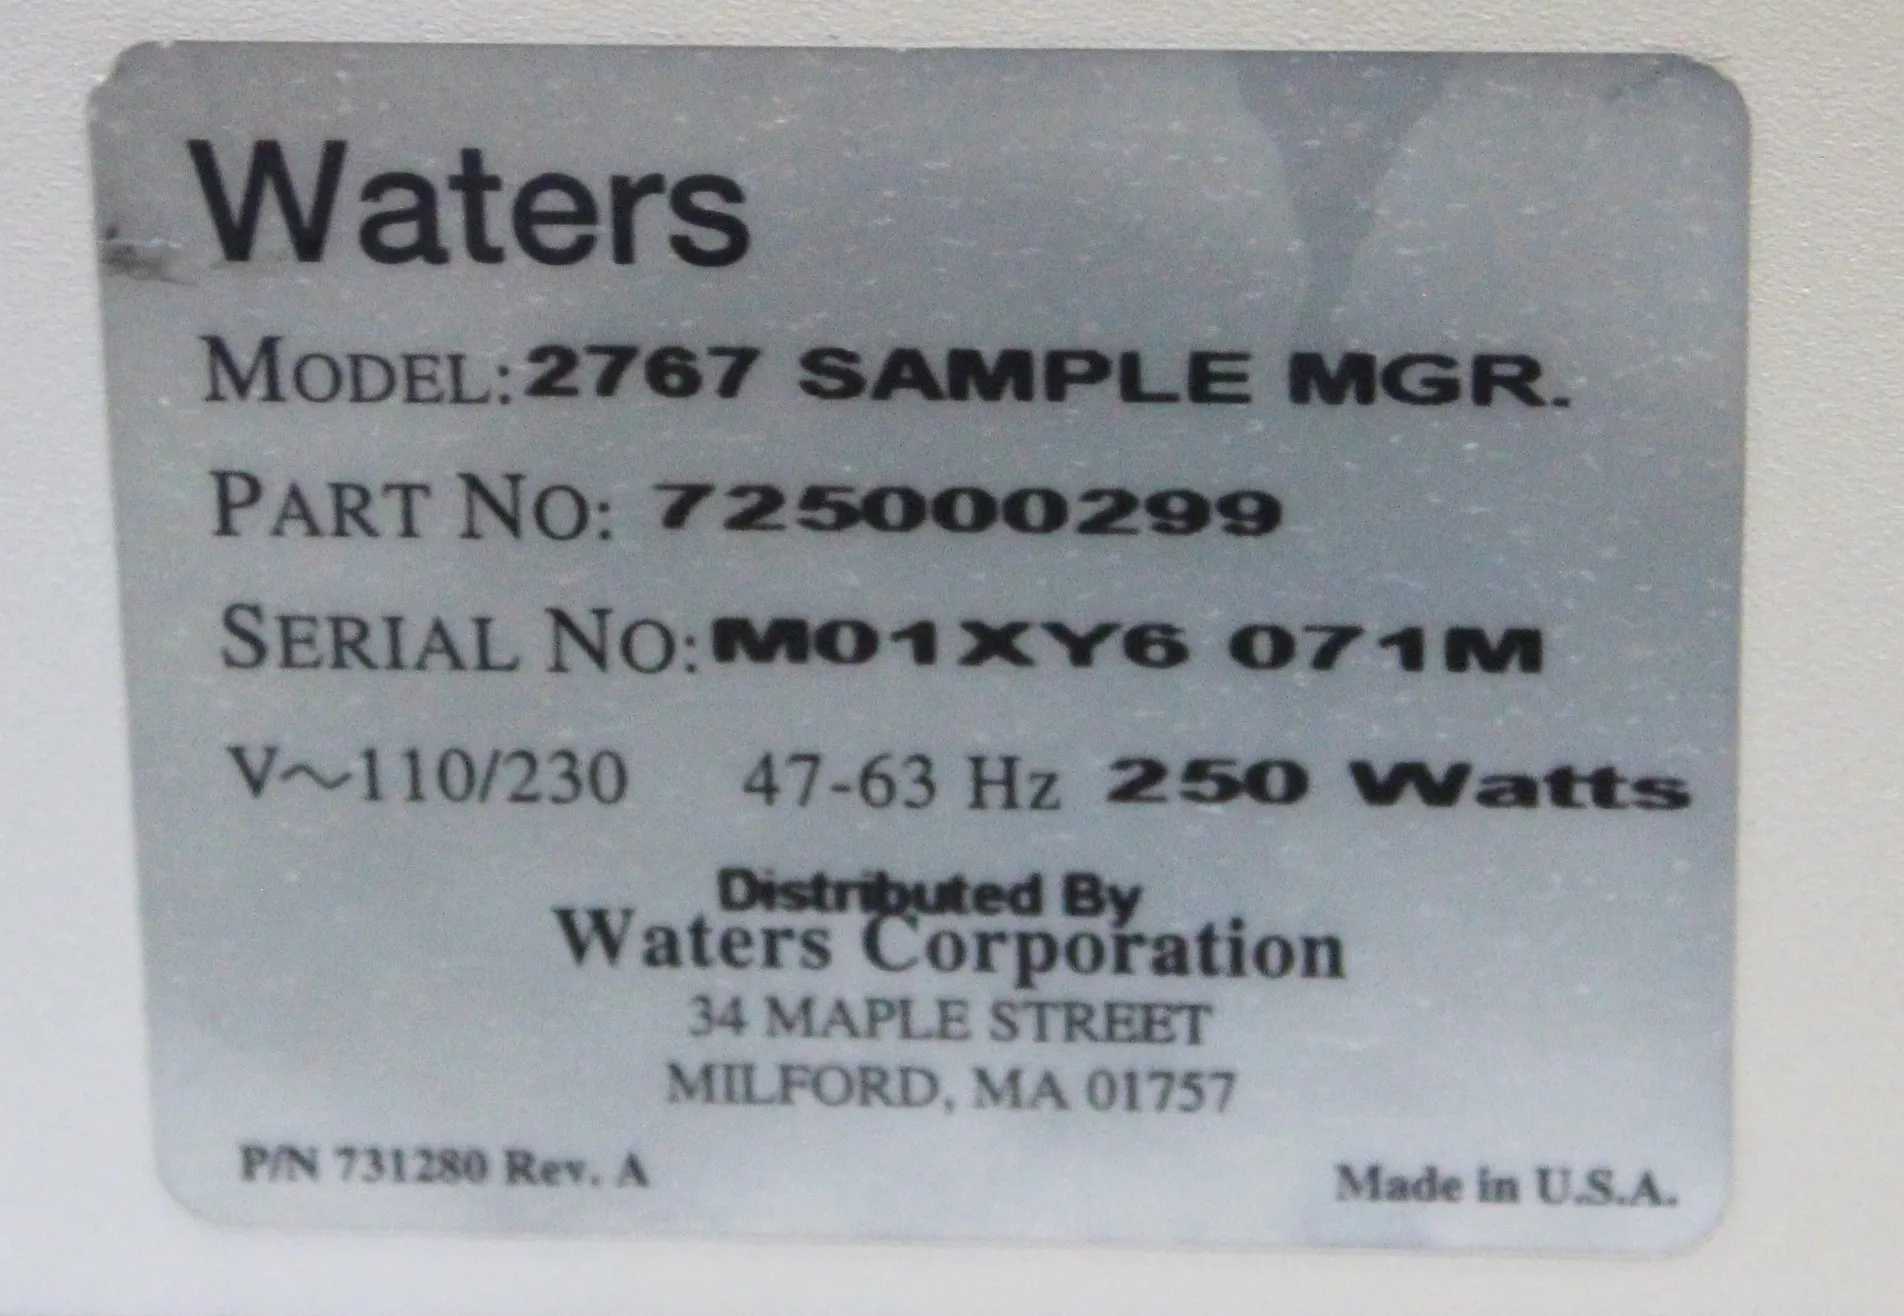 Waters
MODEL: 2767 SAMPLE MGR.
PART NO: 725000299
SERIAL NO: M01XY6 071M
V~110/230 47-63 Hz 250 Watts
Distributed By
Waters Corporation
34 MAPLE STREET
MILFORD, MA 01757
P/N 731280 Rev. A Made in U.S.A.